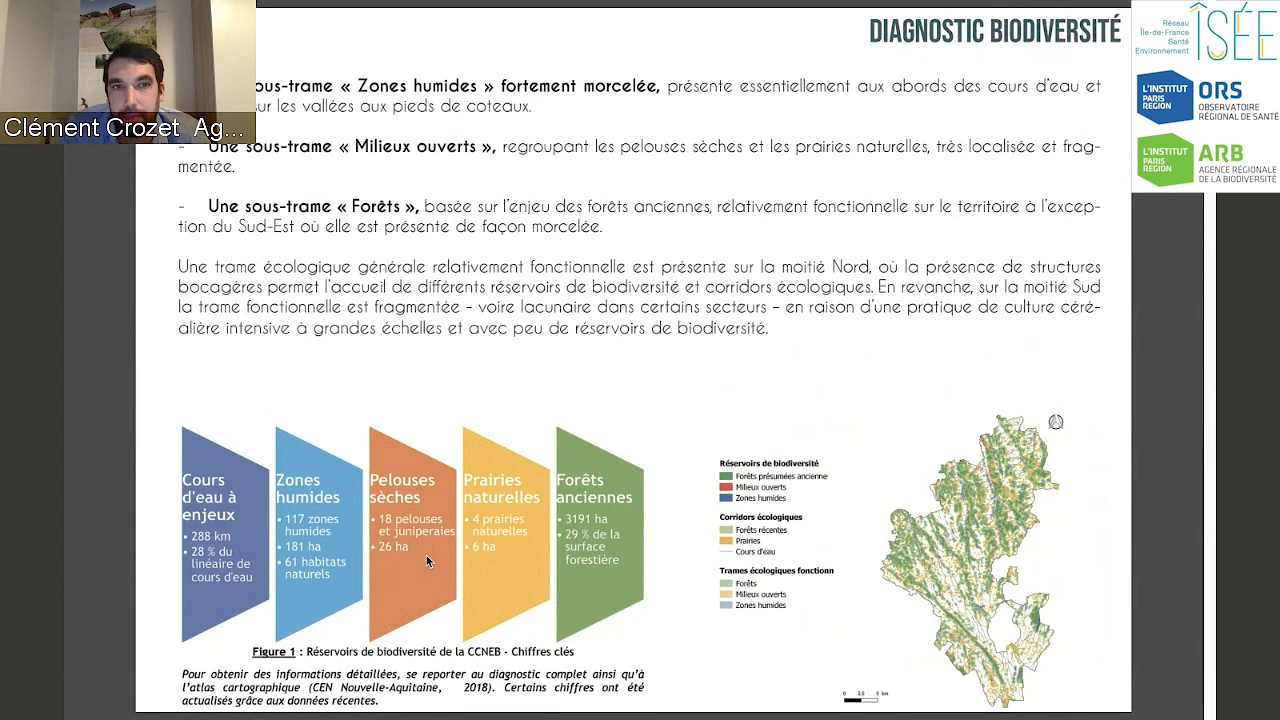 DIAGNOSTIC BIODIVERSITÉ
ÎSÉE
Réseau
Île-de-France
Santé
Environnement
L'INSTITUT
PARIS
REGION
ORS
OBSERVATOIRE
RÉGIONAL DE SANTÉ
L'INSTITUT
PARIS
REGION
ARB
AGENCE RÉGIONALE
DE LA BIODIVERSITÉ
Clément Crozet Ag...
ous-trame « Zones humides » fortement morcelée, présente essentiellement aux abords des cours d'eau et
sur les vallées aux pieds de coteaux.
- Une sous-trame « Milieux ouverts », regroupant les pelouses sèches et les prairies naturelles, très localisée et frag-
mentée.
- Une sous-trame « Forêts », basée sur l'enjeu des forêts anciennes, relativement fonctionnelle sur le territoire à l'excep-
tion du Sud-Est où elle est présente de façon morcelée.
Une trame écologique générale relativement fonctionnelle est présente sur la moitié Nord, où la présence de structures
bocagères permet l'accueil de différents réservoirs de biodiversité et corridors écologiques. En revanche, sur la moitié Sud
la trame fonctionnelle est fragmentée - voire lacunaire dans certains secteurs – en raison d'une pratique de culture céré-
alière intensive à grandes échelles et avec peu de réservoirs de biodiversité.
Cours
d'eau à
enjeux
• 288 km
• 28 % du
linéaire de
cours d'eau
Zones
humides
• 117 zones
humides
• 181 ha
• 61 habitats
naturels
Pelouses
sèches
• 18 pelouses
et juniperaies
• 26 ha
Prairies
naturelles
• 4 prairies
naturelles
• 6 ha
Forêts
anciennes
• 3191 ha
• 29 % de la
surface
forestière
Figure 1 : Réservoirs de biodiversité de la CCNEB - Chiffres clés
Pour obtenir des informations détaillées, se reporter au diagnostic complet ainsi qu'à
l'atlas cartographique (CEN Nouvelle-Aquitaine, 2018). Certains chiffres ont été
actualisés grâce aux données récentes.
Réservoirs de biodiversité
Forêts présumées ancienne
Milieux ouverts
Zones humides
Corridors écologiques
Forêts récentes
Prairies
Cours d'eau
Trames écologiques fonctionn
Forêts
Milieux ouverts
Zones humides
0 2.5 5 km